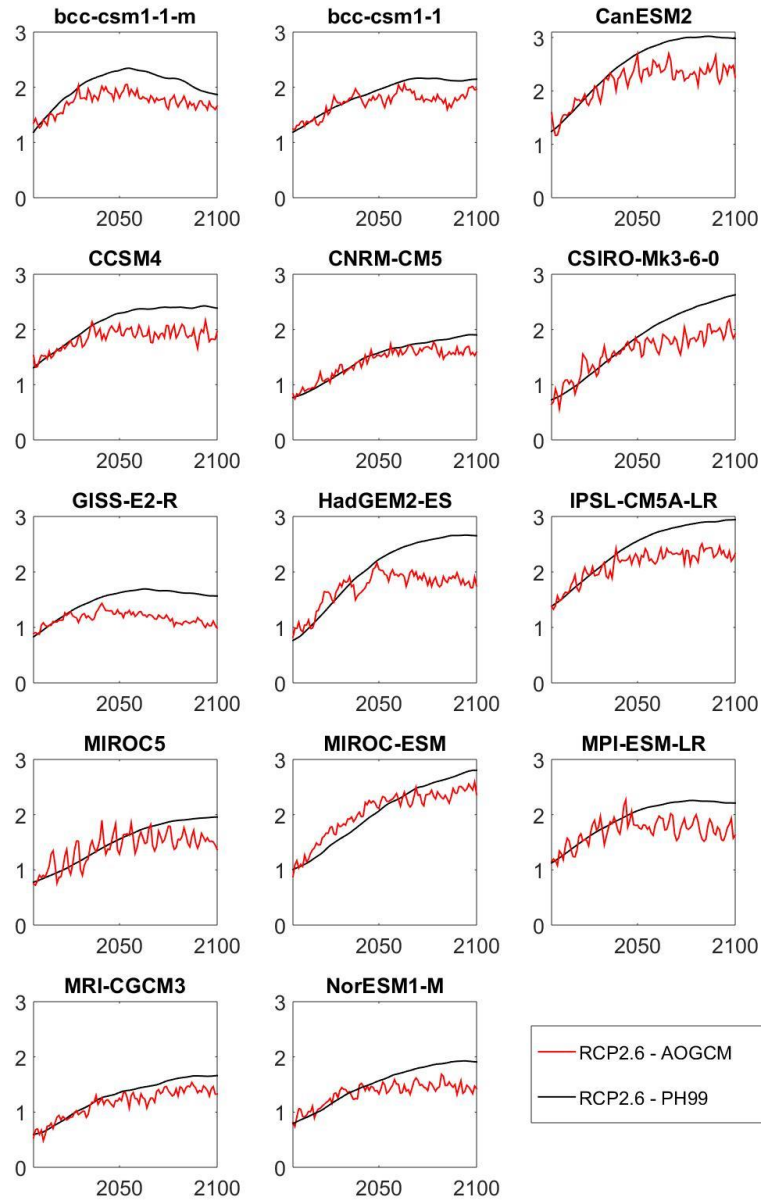 bcc-csm1-1-m bcc-csm1-1 CanESM2
3 3 3
2 2 2
1 1 1
0 0 0
2050 2100 2050 2100 2050 2100
CCSM4 CNRM-CM5 CSIRO-Mk3-6-0
3 3 3
2 2 2
1 1 1
0 0 0
2050 2100 2050 2100 2050 2100
GISS-E2-R HadGEM2-ES IPSL-CM5A-LR
3 3 3
2 2 2
1 1 1
0 0 0
2050 2100 2050 2100 2050 2100
MIROC5 MIROC-ESM MPI-ESM-LR
3 3 3
2 2 2
1 1 1
0 0 0
2050 2100 2050 2100 2050 2100
MRI-CGCM3 NorESM1-M
3 3
2 2
1 1
0 0
2050 2100 2050 2100
RCP2.6 - AOGCM
RCP2.6 - PH99